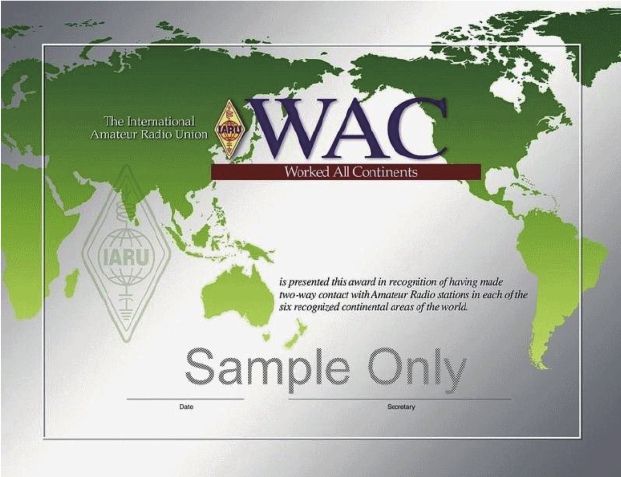 The International
Amateur Radio Union
IARU
WAC
Worked All Continents
IARU
is presented this award in recognition of having made
two-way contact with Amateur Radio stations in each of the
six recognized continental areas of the world.
Sample Only
Date
Secretary